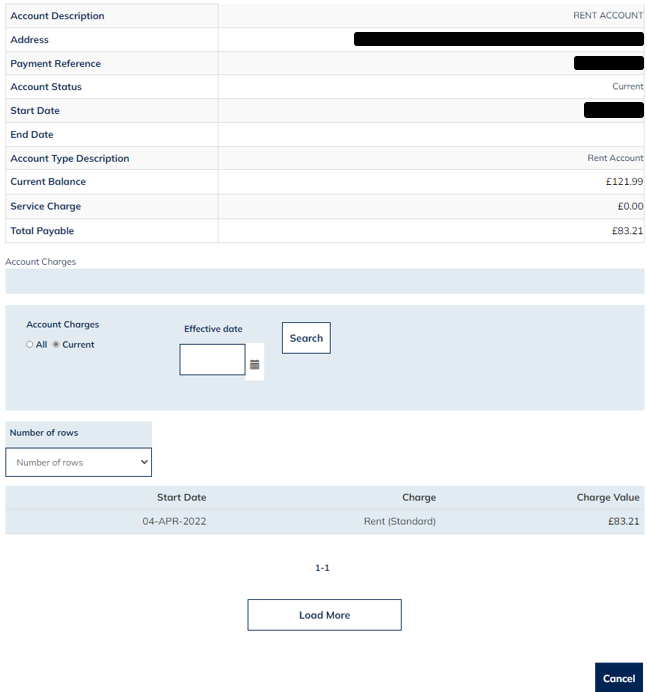 Account Description RENT ACCOUNT
Address
Payment Reference
Account Status Current
Start Date
End Date
Account Type Description Rent Account
Current Balance £121.99
Service Charge £0.00
Total Payable £83.21
Account Charges
Account Charges
All Current
Effective date
Search
Number of rows
Number of rows
Start Date Charge Charge Value
04-APR-2022 Rent (Standard) £83.21
1-1
Load More
Cancel